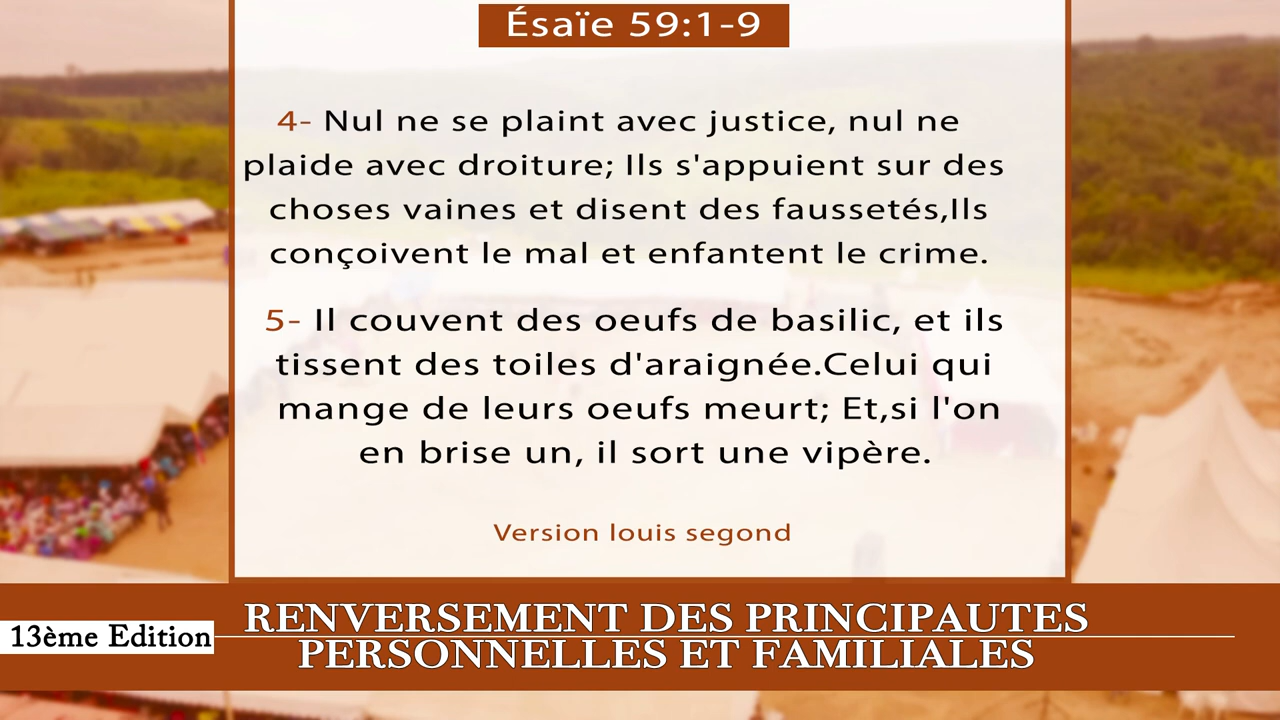 Ésaïe 59:1-9
4- Nul ne se plaint avec justice, nul ne
plaide avec droiture; Ils s'appuient sur des
choses vaines et disent des faussetés,Ils
conçoivent le mal et enfantent le crime.
5- Il couvent des oeufs de basilic, et ils
tissent des toiles d'araignée.Celui qui
mange de leurs oeufs meurt; Et,si l'on
en brise un, il sort une vipère.
Version louis segond
13ème Edition
RENVERSEMENT DES PRINCIPAUTES
PERSONNELLES ET FAMILIALES